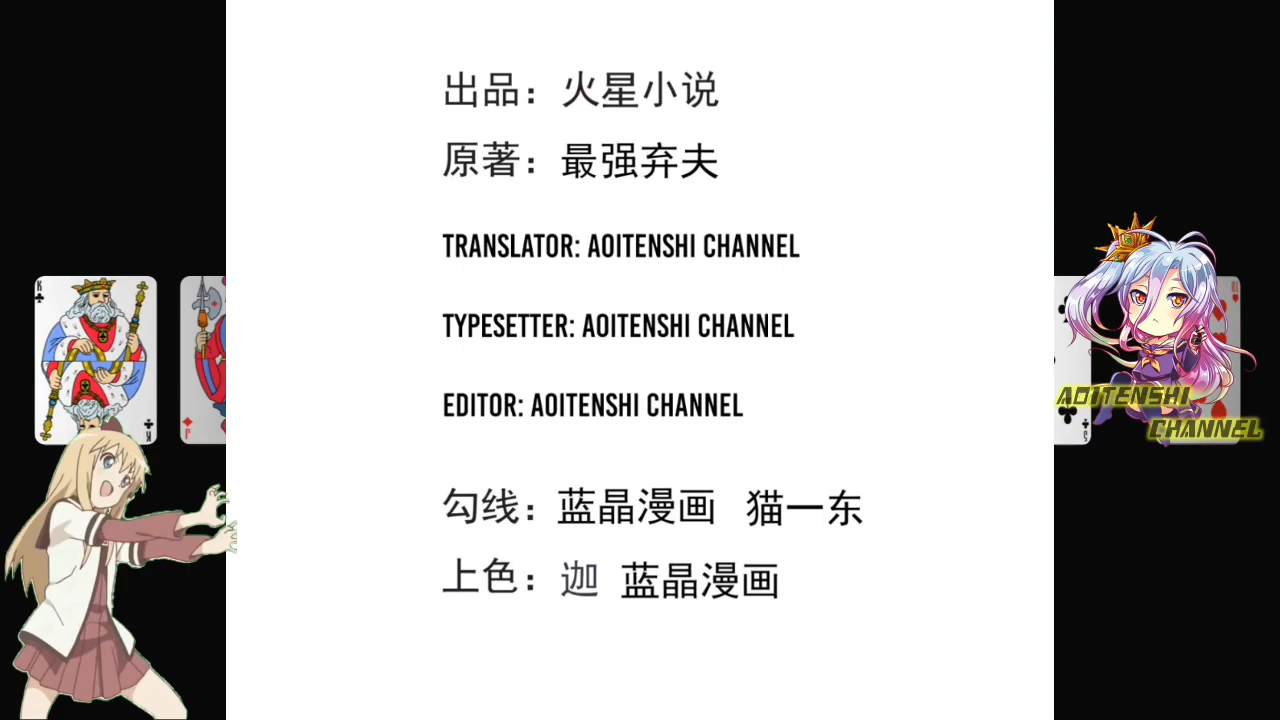 出品：火星小说
原著：最强弃夫
TRANSLATOR: AOITENSHI CHANNEL
TYPESETTER: AOITENSHI CHANNEL
EDITOR: AOITENSHI CHANNEL
勾线：蓝晶漫画 猫一东
上色：迦 蓝晶漫画
AOITENSHI
CHANNEL
K
K
J